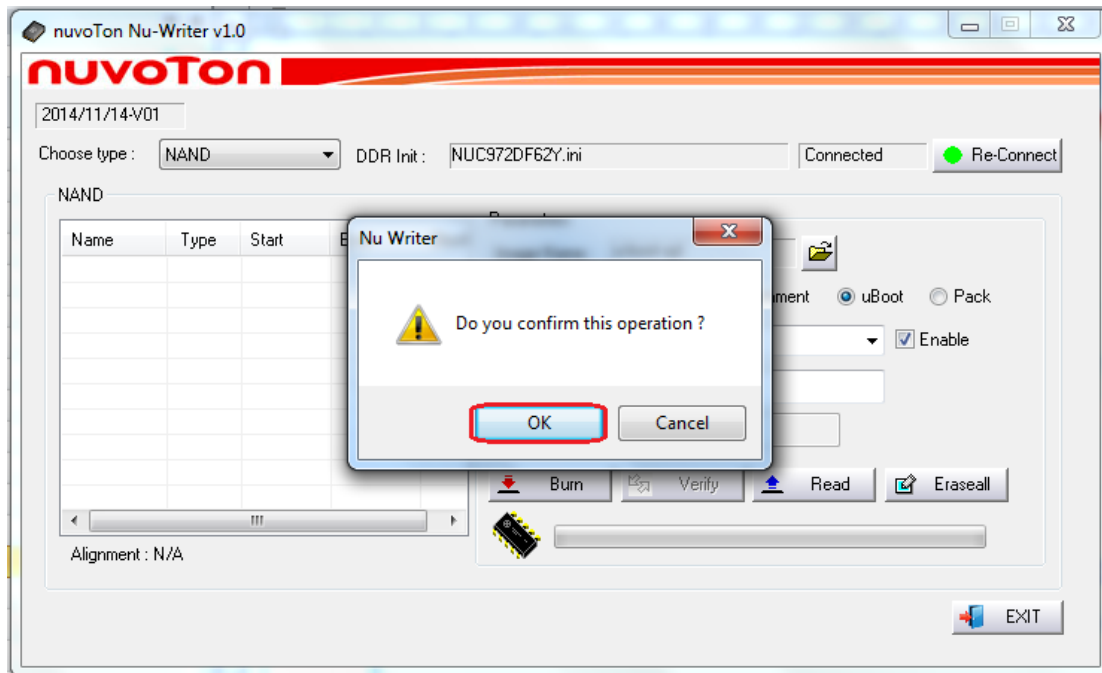 nuvoTon Nu-Writer v1.0
nuvoTon
2014/11/14-V01
Choose type : NAND DDR Init : NUC972DF62Y.ini Connected Re-Connect
NAND
Name Type Start
Nu Writer
Do you confirm this operation ?
uBoot Pack
Enable
OK Cancel
Burn Verify Read Eraseall
Alignment : N/A
EXIT